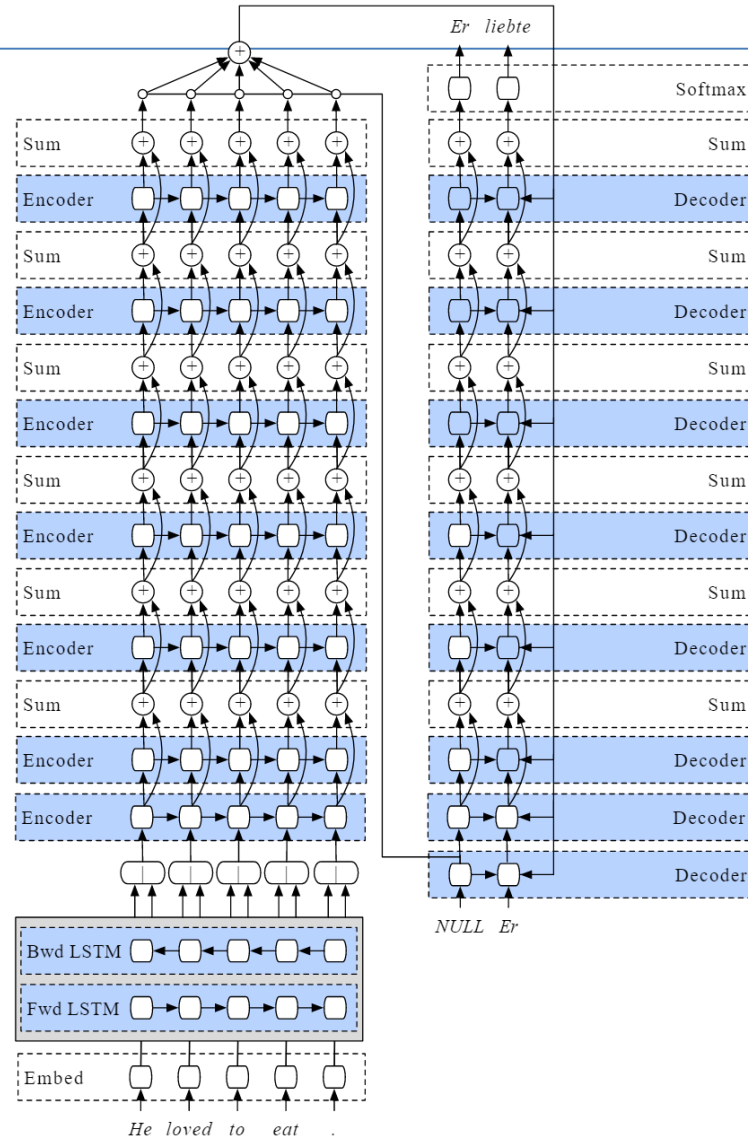 Er liebte
Softmax
Sum
Sum
Encoder
Decoder
Sum
Sum
Encoder
Decoder
Sum
Sum
Encoder
Decoder
Sum
Sum
Encoder
Decoder
Sum
Sum
Encoder
Decoder
Sum
Sum
Encoder
Decoder
Encoder
Decoder
Decoder
NULL Er
Bwd LSTM
Fwd LSTM
Embed
He loved to eat .